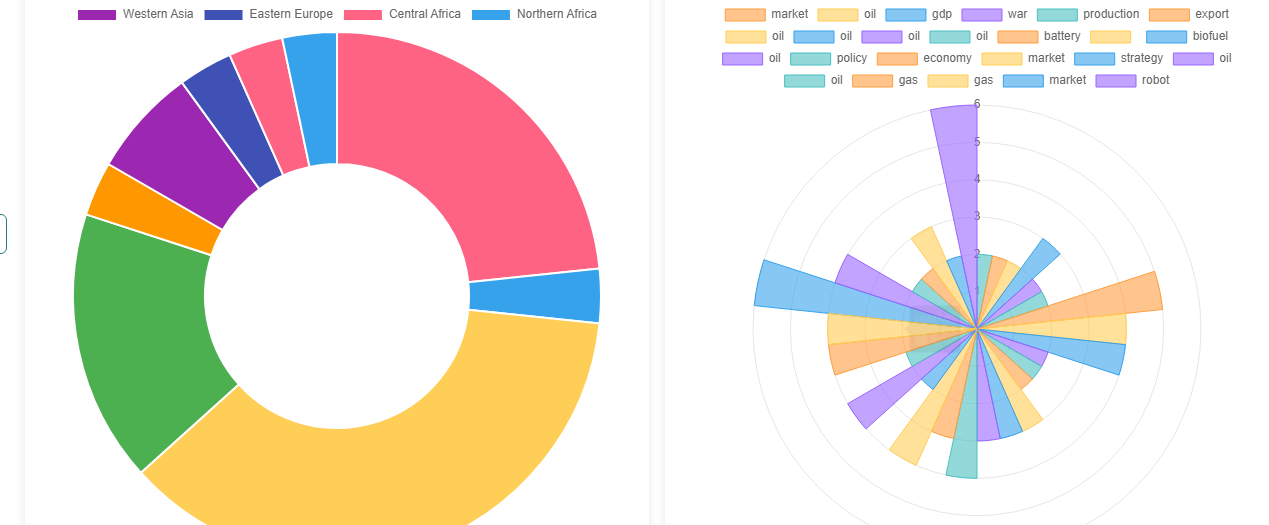 Western Asia Eastern Europe Central Africa Northern Africa
market oil gdp war production export
oil oil oil oil battery biofuel
oil policy economy market strategy oil
oil gas gas market robot
6
5
4
3
2
1